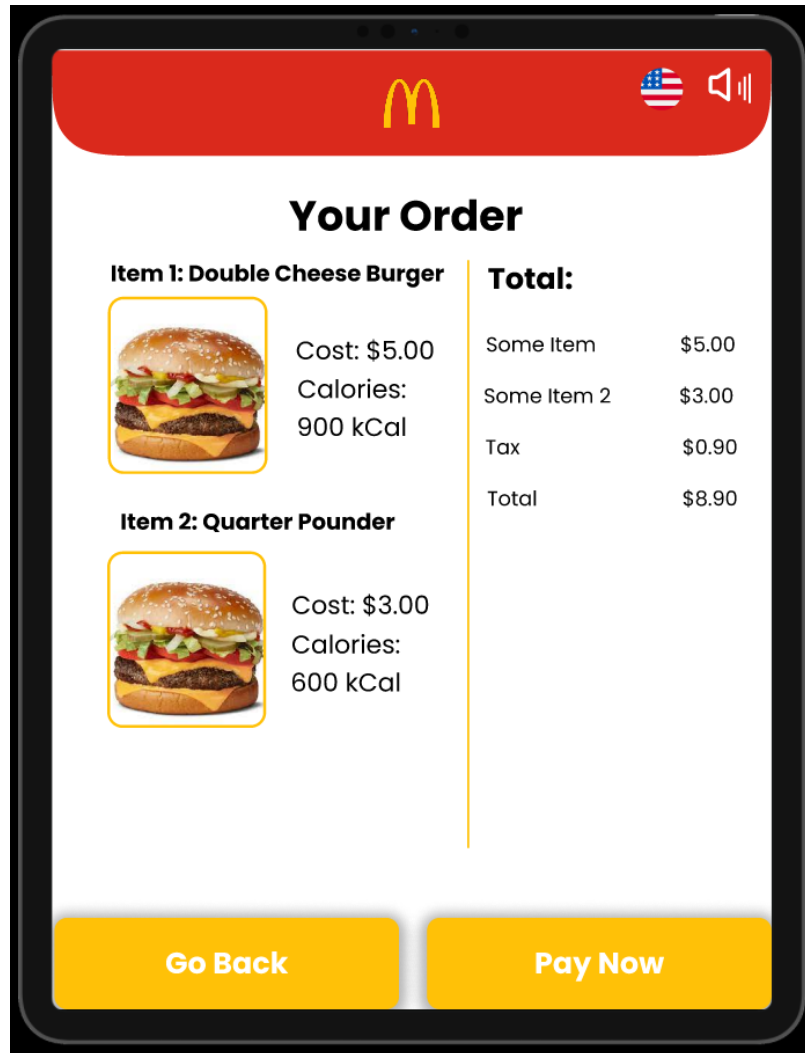 Your Order
Item 1: Double Cheese Burger
Cost: $5.00
Calories:
900 kCal
Item 2: Quarter Pounder
Cost: $3.00
Calories:
600 kCal
Total:
Some Item $5.00
Some Item 2 $3.00
Tax $0.90
Total $8.90
Go Back
Pay Now